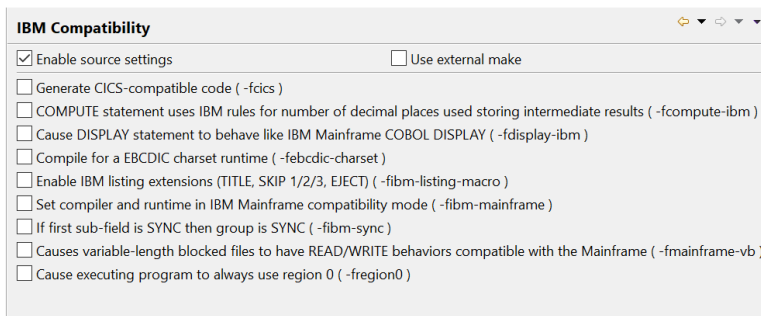 IBM Compatibility
Enable source settings Use external make
Generate CICS-compatible code ( -fcics )
COMPUTE statement uses IBM rules for number of decimal places used storing intermediate results ( -fcompute-ibm )
Cause DISPLAY statement to behave like IBM Mainframe COBOL DISPLAY ( -fdisplay-ibm )
Compile for a EBCDIC charset runtime ( -febcdic-charset )
Enable IBM listing extensions (TITLE, SKIP 1/2/3, EJECT) ( -fibm-listing-macro )
Set compiler and runtime in IBM Mainframe compatibility mode ( -fibm-mainframe )
If first sub-field is SYNC then group is SYNC ( -fibm-sync )
Causes variable-length blocked files to have READ/WRITE behaviors compatible with the Mainframe ( -fmainframe-vb )
Cause executing program to always use region 0 ( -fregion0 )